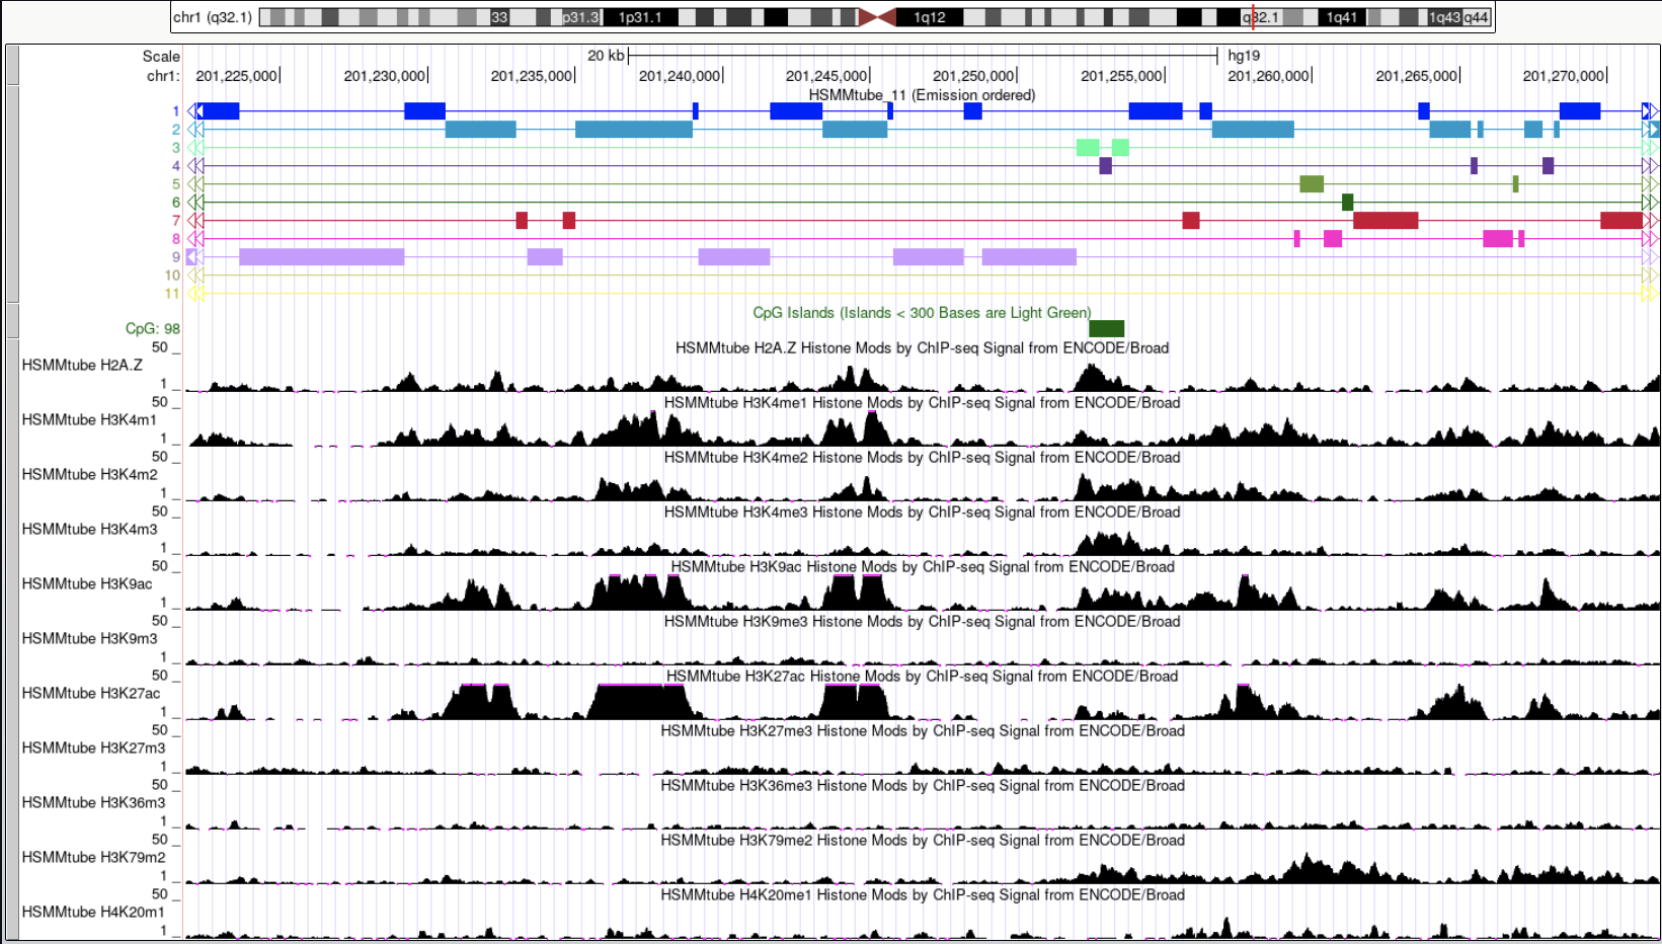 chr1 (q32.1) 33 p31.3 1p31.1 1q12 q32.1 1q41 1q43 q44
Scale 20 kb hg19
chr1: 201,225,000 201,230,000 201,235,000 201,240,000 201,245,000 201,250,000 201,255,000 201,260,000 201,265,000 201,270,000
HSMMtube_11 (Emission ordered)
1
2
3
4
5
6
7
8
9
10
11
CpG Islands (Islands < 300 Bases are Light Green)
CpG: 98
50 _
HSMMtube H2A.Z Histone Mods by ChIP-seq Signal from ENCODE/Broad
HSMMtube H2A.Z
1 _
50 _
HSMMtube H3K4me1 Histone Mods by ChIP-seq Signal from ENCODE/Broad
HSMMtube H3K4m1
1 _
50 _
HSMMtube H3K4me2 Histone Mods by ChIP-seq Signal from ENCODE/Broad
HSMMtube H3K4m2
1 _
50 _
HSMMtube H3K4me3 Histone Mods by ChIP-seq Signal from ENCODE/Broad
HSMMtube H3K4m3
1 _
50 _
HSMMtube H3K9ac Histone Mods by ChIP-seq Signal from ENCODE/Broad
HSMMtube H3K9ac
1 _
50 _
HSMMtube H3K9me3 Histone Mods by ChIP-seq Signal from ENCODE/Broad
HSMMtube H3K9m3
1 _
50 _
HSMMtube H3K27ac Histone Mods by ChIP-seq Signal from ENCODE/Broad
HSMMtube H3K27ac
1 _
50 _
HSMMtube H3K27me3 Histone Mods by ChIP-seq Signal from ENCODE/Broad
HSMMtube H3K27m3
1 _
50 _
HSMMtube H3K36me3 Histone Mods by ChIP-seq Signal from ENCODE/Broad
HSMMtube H3K36m3
1 _
50 _
HSMMtube H3K79me2 Histone Mods by ChIP-seq Signal from ENCODE/Broad
HSMMtube H3K79m2
1 _
50 _
HSMMtube H4K20me1 Histone Mods by ChIP-seq Signal from ENCODE/Broad
HSMMtube H4K20m1
1 _